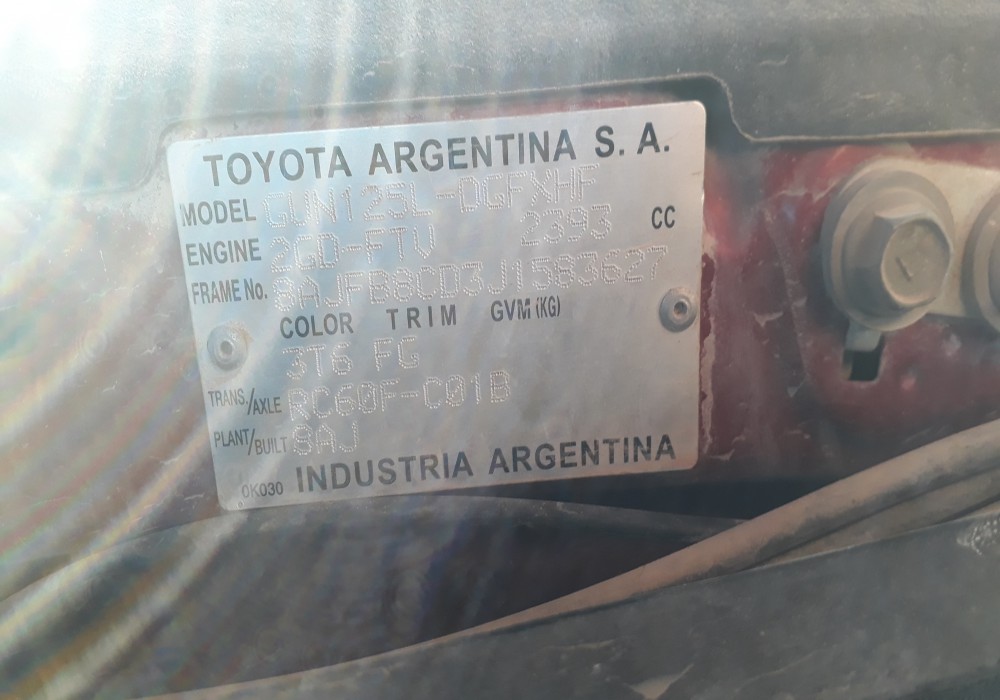 TOYOTA ARGENTINA S. A.
MODEL GUN125L-DGFXHF
ENGINE 2GD-FTV 2393 CC
FRAME No. 8AJFB8CD3J1583627
COLOR TRIM GVM (KG)
3T6 FG
TRANS./AXLE RC60F-C01B
PLANT/BUILT 8AJ
0K030 INDUSTRIA ARGENTINA